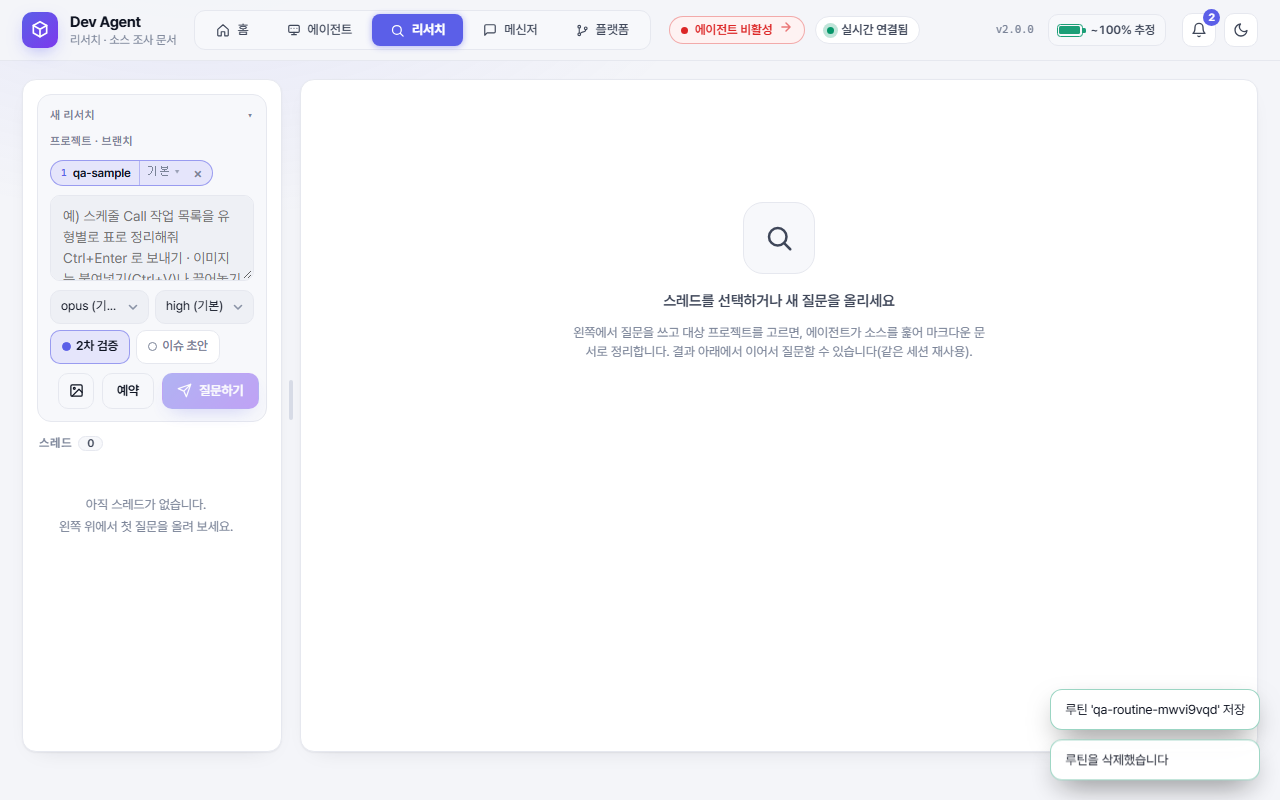 Dev Agent
리서치 · 소스 조사 문서
홈
에이전트
리서치
메신저
플랫폼
에이전트 비활성 →
실시간 연결됨
v2.0.0
~100% 추정
2
새 리서치
프로젝트 · 브랜치
1 qa-sample 기본 ×
예) 스케줄 Call 작업 목록을 유
형별로 표로 정리해줘
Ctrl+Enter 로 보내기 · 이미지
는 붙여넣기(Ctrl+V)나 끌어놓기
opus (기...
high (기본)
2차 검증
이슈 초안
예약
질문하기
스레드 0
아직 스레드가 없습니다.
왼쪽 위에서 첫 질문을 올려 보세요.
스레드를 선택하거나 새 질문을 올리세요
왼쪽에서 질문을 쓰고 대상 프로젝트를 고르면, 에이전트가 소스를 훑어 마크다운 문
서로 정리합니다. 결과 아래에서 이어서 질문할 수 있습니다(같은 세션 재사용).
루틴 'qa-routine-mwvi9vqd' 저장
루틴을 삭제했습니다